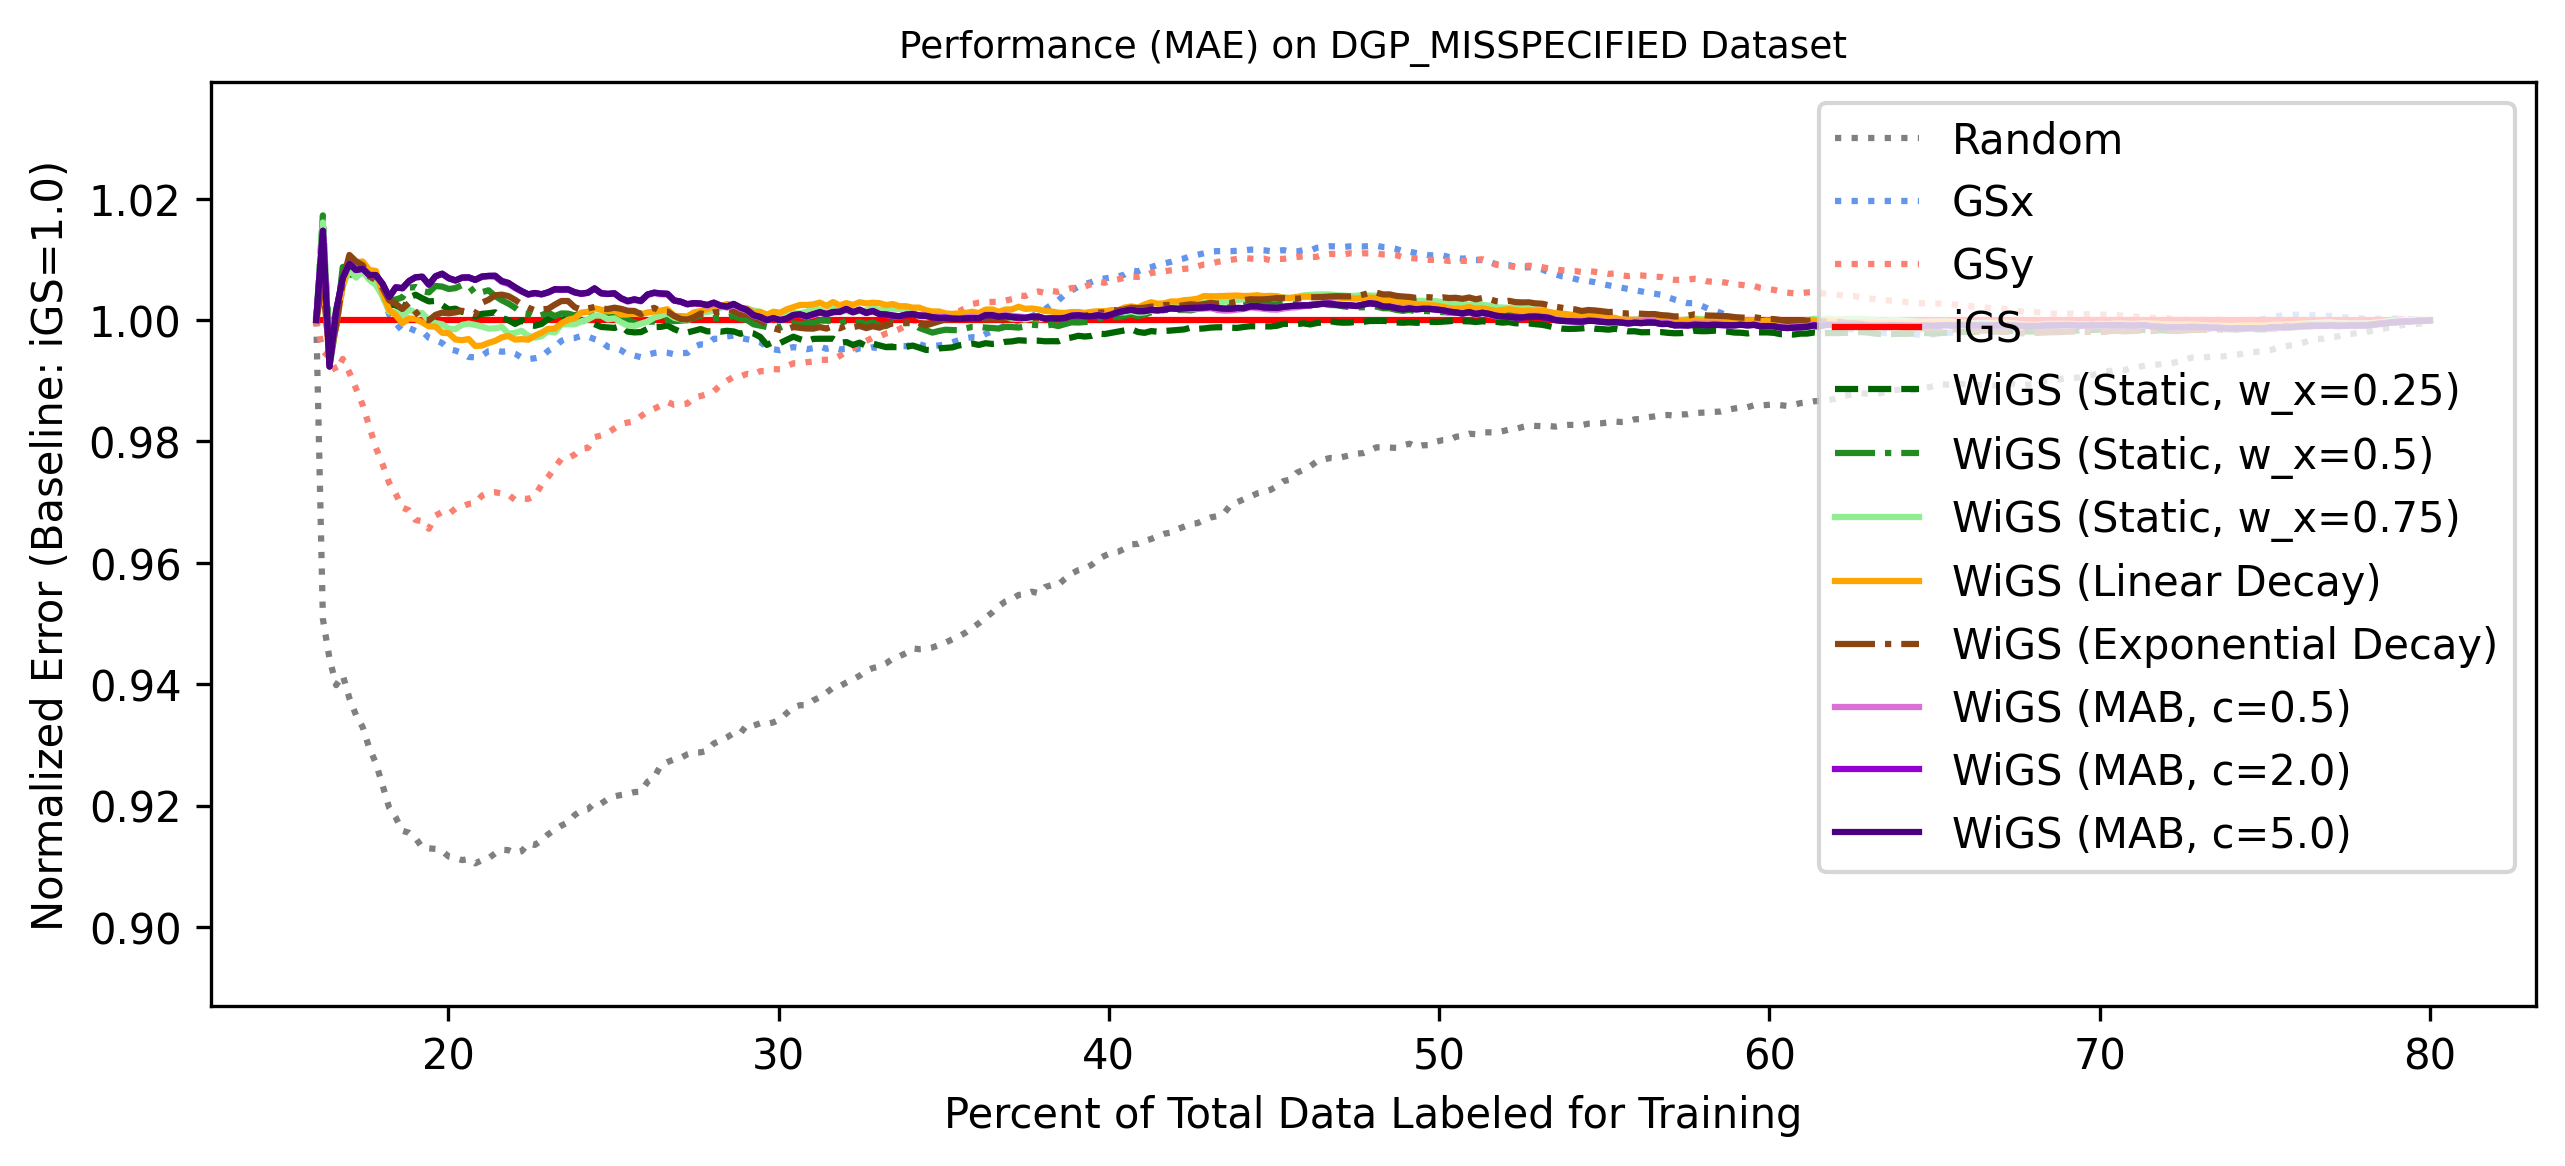 Performance (MAE) on DGP_MISSPECIFIED Dataset
Normalized Error (Baseline: iGS=1.0)
1.02
1.00
0.98
0.96
0.94
0.92
0.90
Random
GSx
GSy
iGS
WiGS (Static, w_x=0.25)
WiGS (Static, w_x=0.5)
WiGS (Static, w_x=0.75)
WiGS (Linear Decay)
WiGS (Exponential Decay)
WiGS (MAB, c=0.5)
WiGS (MAB, c=2.0)
WiGS (MAB, c=5.0)
20 30 40 50 60 70 80
Percent of Total Data Labeled for Training